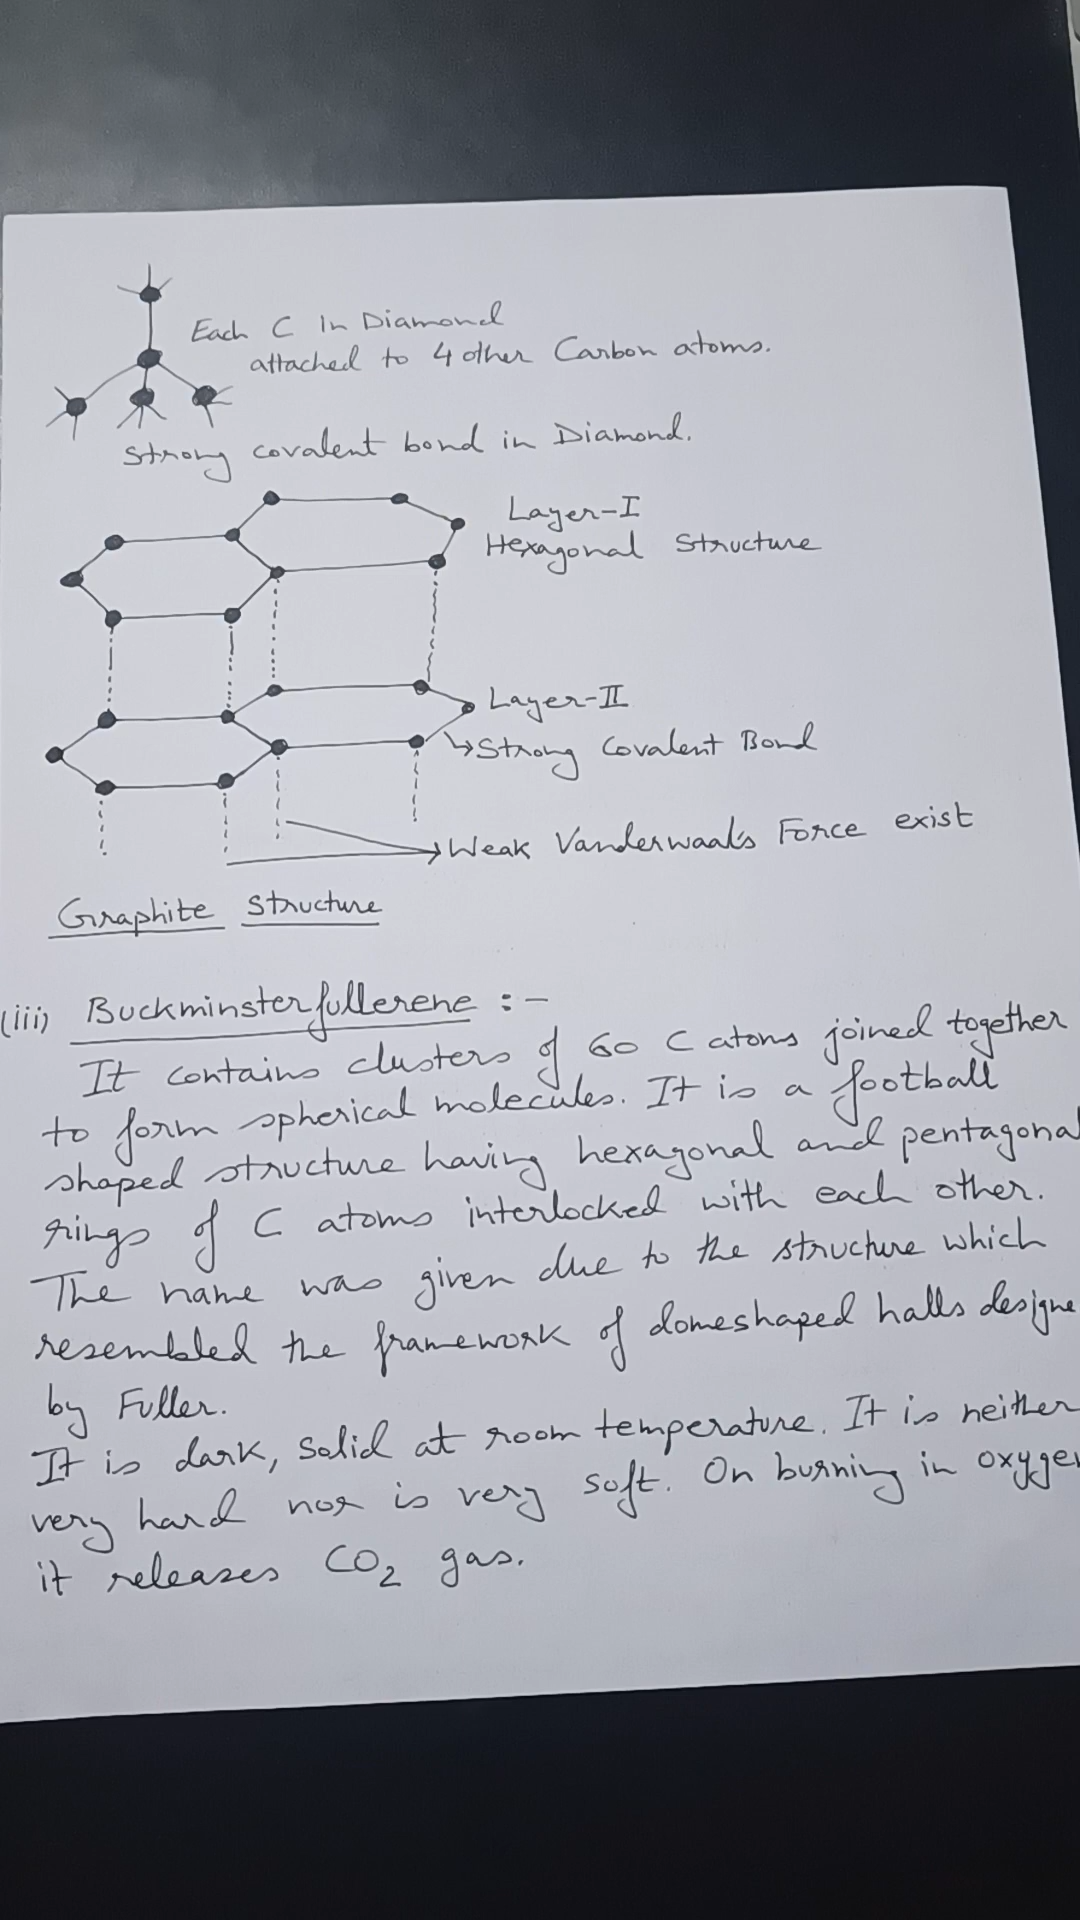 Each C In Diamond
attached to 4 other Carbon atoms.
Strong covalent bond in Diamond.
Layer-I
Hexagonal Structure
Layer-II
↳ Strong Covalent Bond
Weak Vanderwaal's Force exist
Graphite Structure
(iii) Buckminsterfullerene :-
It contains clusters of 60 C atoms joined together
to form spherical molecules. It is a football
shaped structure having hexagonal and pentagonal
rings of C atoms interlocked with each other.
The name was given due to the structure which
resembled the framework of domeshaped halls designe
by Fuller.
It is dark, solid at room temperature. It is neither
very hard nor is very soft. On burning in oxygen
it releases CO₂ gas.